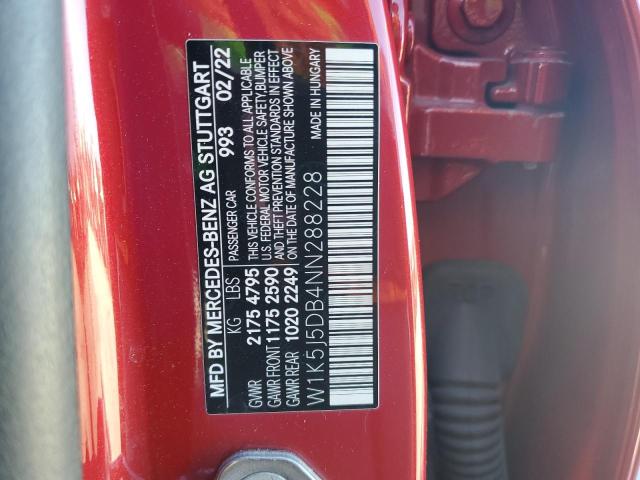 MFD BY MERCEDES-BENZ AG STUTTGART
993 02/22
KG LBS PASSENGER CAR
GVWR 2175 4795
GAWR FRONT 1175 2590
GAWR REAR 1020 2249
THIS VEHICLE CONFORMS TO ALL APPLICABLE
U.S. FEDERAL MOTOR VEHICLE SAFETY/BUMPER
AND THEFT PREVENTION STANDARDS IN EFFECT
ON THE DATE OF MANUFACTURE SHOWN ABOVE
W1K5J5DB4NN288228
MADE IN HUNGARY